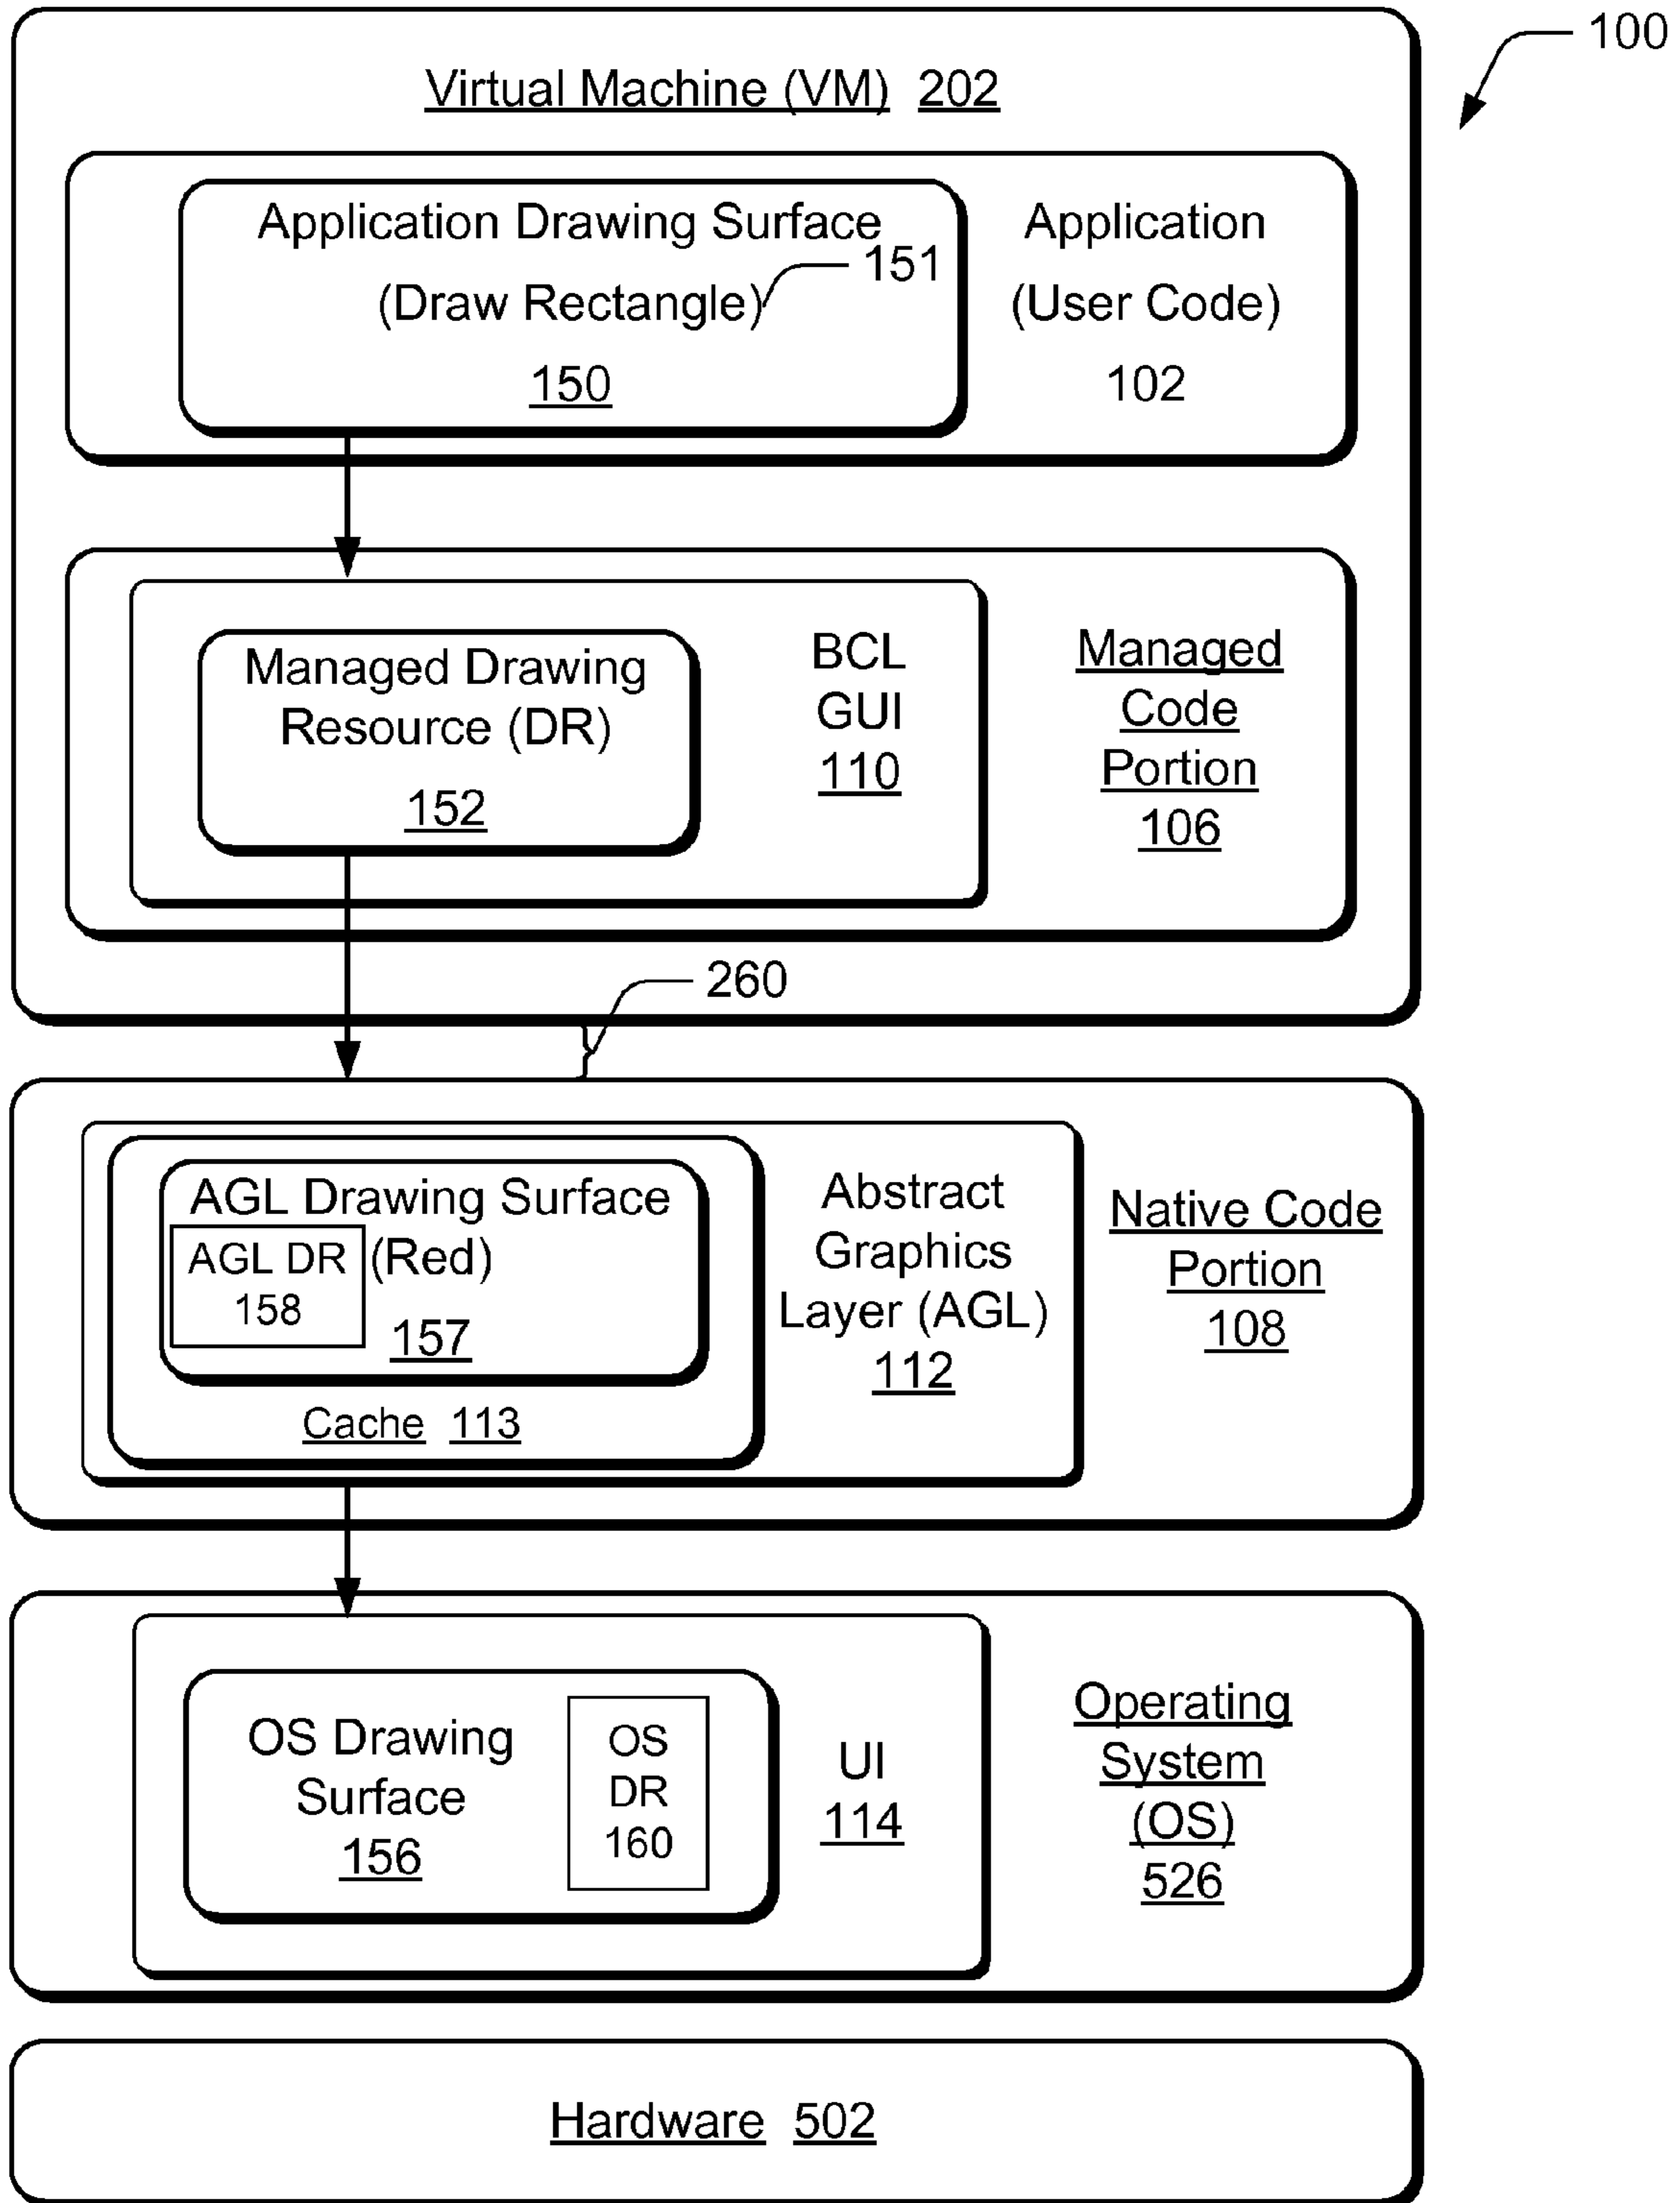 100
Virtual Machine (VM) 202
Application Drawing Surface
(Draw Rectangle)
151
150
Application
(User Code)
102
Managed Drawing
Resource (DR)
152
BCL
GUI
110
Managed
Code
Portion
106
260
AGL Drawing Surface
(Red)
157
AGL DR
158
Cache 113
Abstract
Graphics
Layer (AGL)
112
Native Code
Portion
108
OS Drawing
Surface
156
OS
DR
160
UI
114
Operating
System
(OS)
526
Hardware 502